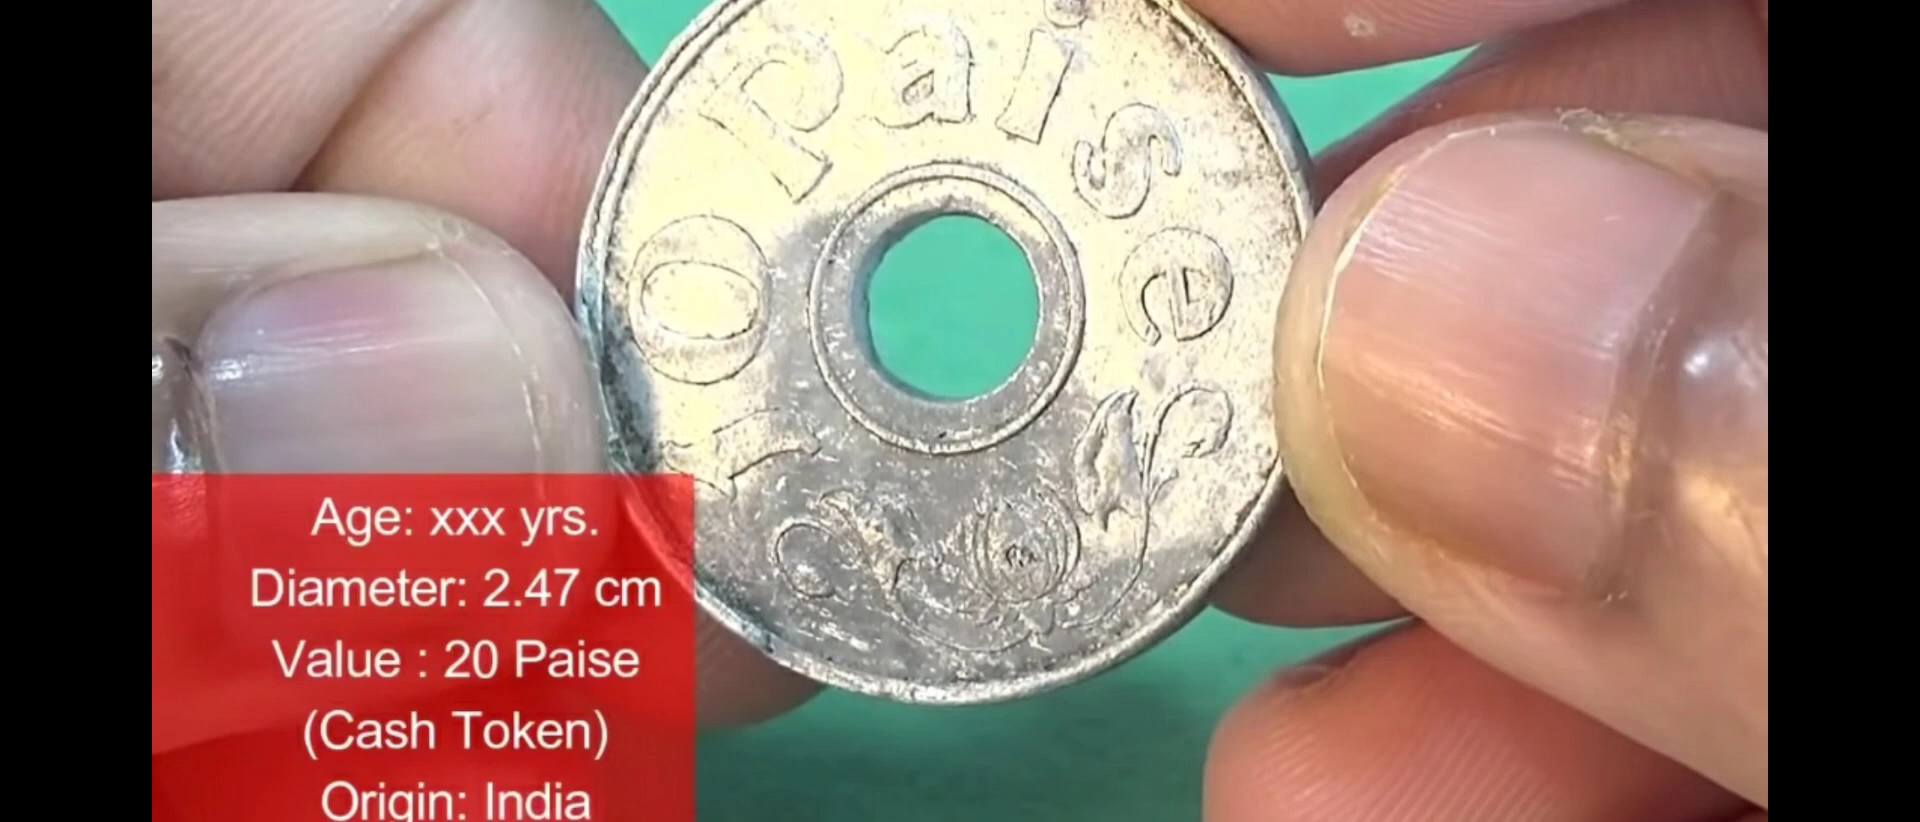 10 paise
Age: xxx yrs.
Diameter: 2.47 cm
Value : 20 Paise
(Cash Token)
Origin: India